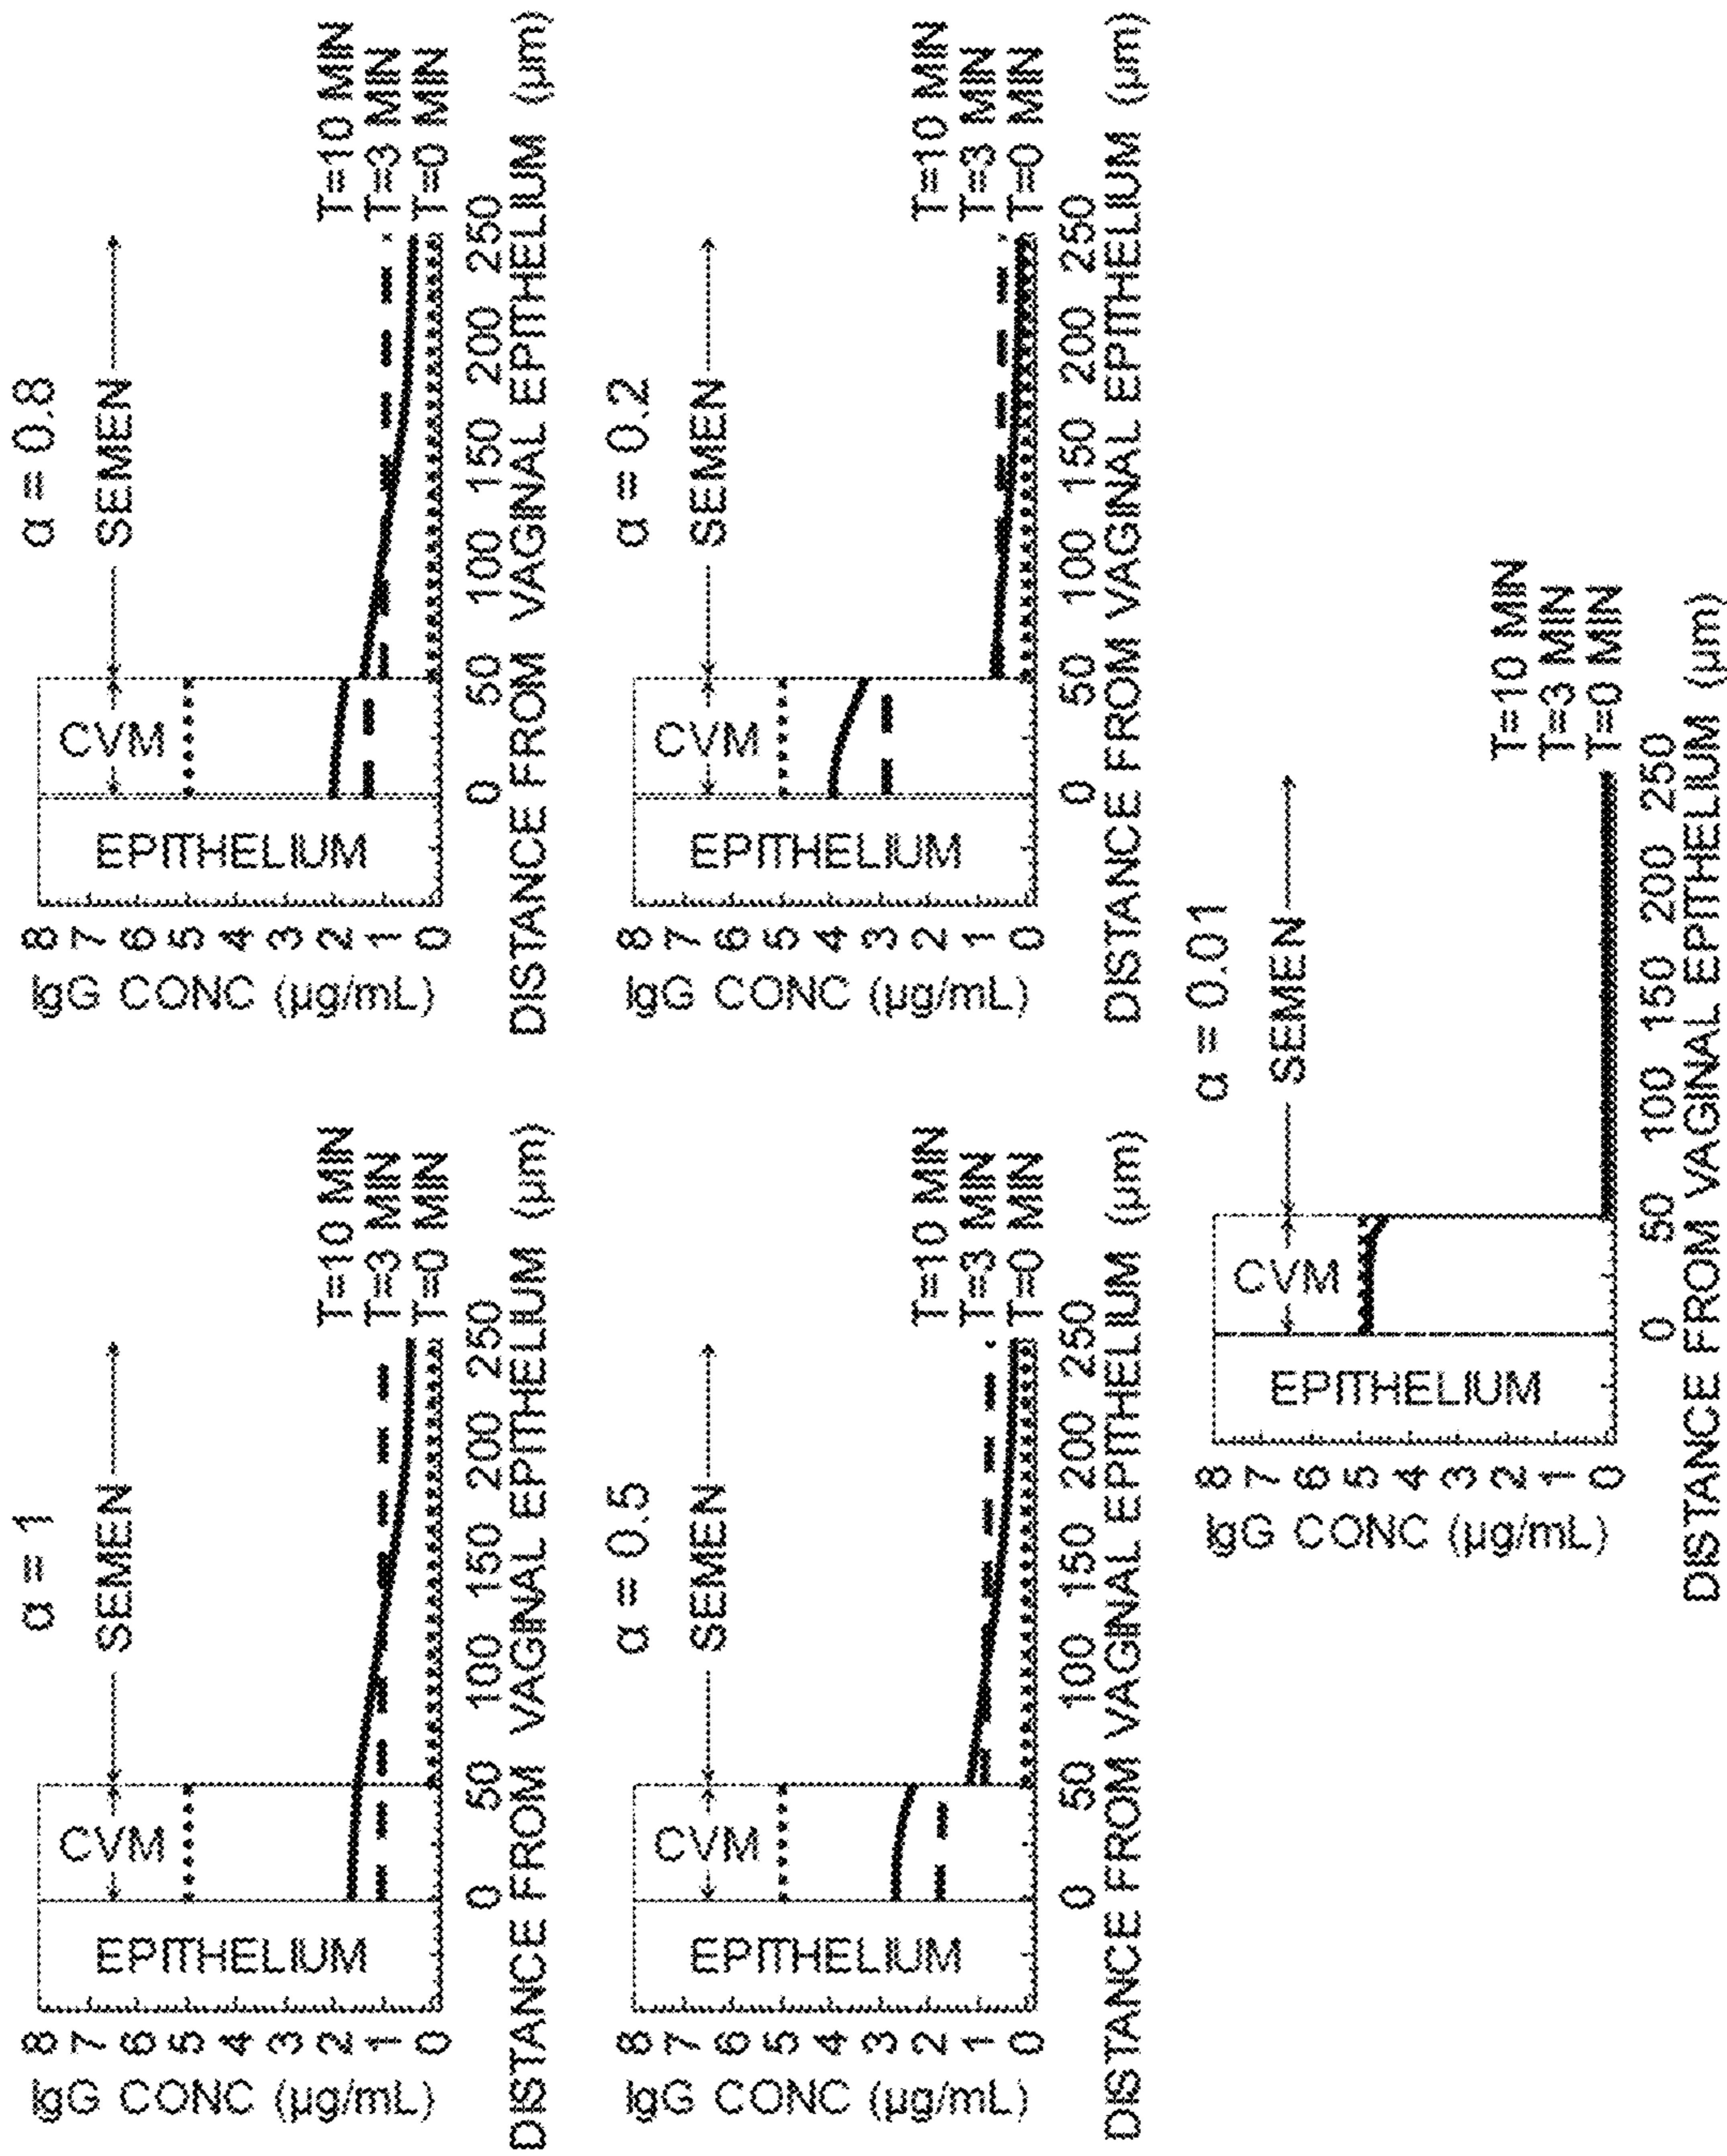 α = 1
SEMEN
CVM
EPITHELIUM
8
7
6
5
4
3
2
1
0
IgG CONC (µg/mL)
T=10 MIN
T=3 MIN
T=0 MIN
0 50 100 150 200 250
DISTANCE FROM VAGINAL EPITHELIUM (µm)
α = 0.8
SEMEN
CVM
EPITHELIUM
8
7
6
5
4
3
2
1
0
IgG CONC (µg/mL)
T=10 MIN
T=3 MIN
T=0 MIN
0 50 100 150 200 250
DISTANCE FROM VAGINAL EPITHELIUM (µm)
α = 0.5
SEMEN
CVM
EPITHELIUM
8
7
6
5
4
3
2
1
0
IgG CONC (µg/mL)
T=10 MIN
T=3 MIN
T=0 MIN
0 50 100 150 200 250
DISTANCE FROM VAGINAL EPITHELIUM (µm)
α = 0.2
SEMEN
CVM
EPITHELIUM
8
7
6
5
4
3
2
1
0
IgG CONC (µg/mL)
T=10 MIN
T=3 MIN
T=0 MIN
0 50 100 150 200 250
DISTANCE FROM VAGINAL EPITHELIUM (µm)
α = 0.01
SEMEN
CVM
EPITHELIUM
8
7
6
5
4
3
2
1
0
IgG CONC (µg/mL)
T=10 MIN
T=3 MIN
T=0 MIN
0 50 100 150 200 250
DISTANCE FROM VAGINAL EPITHELIUM (µm)